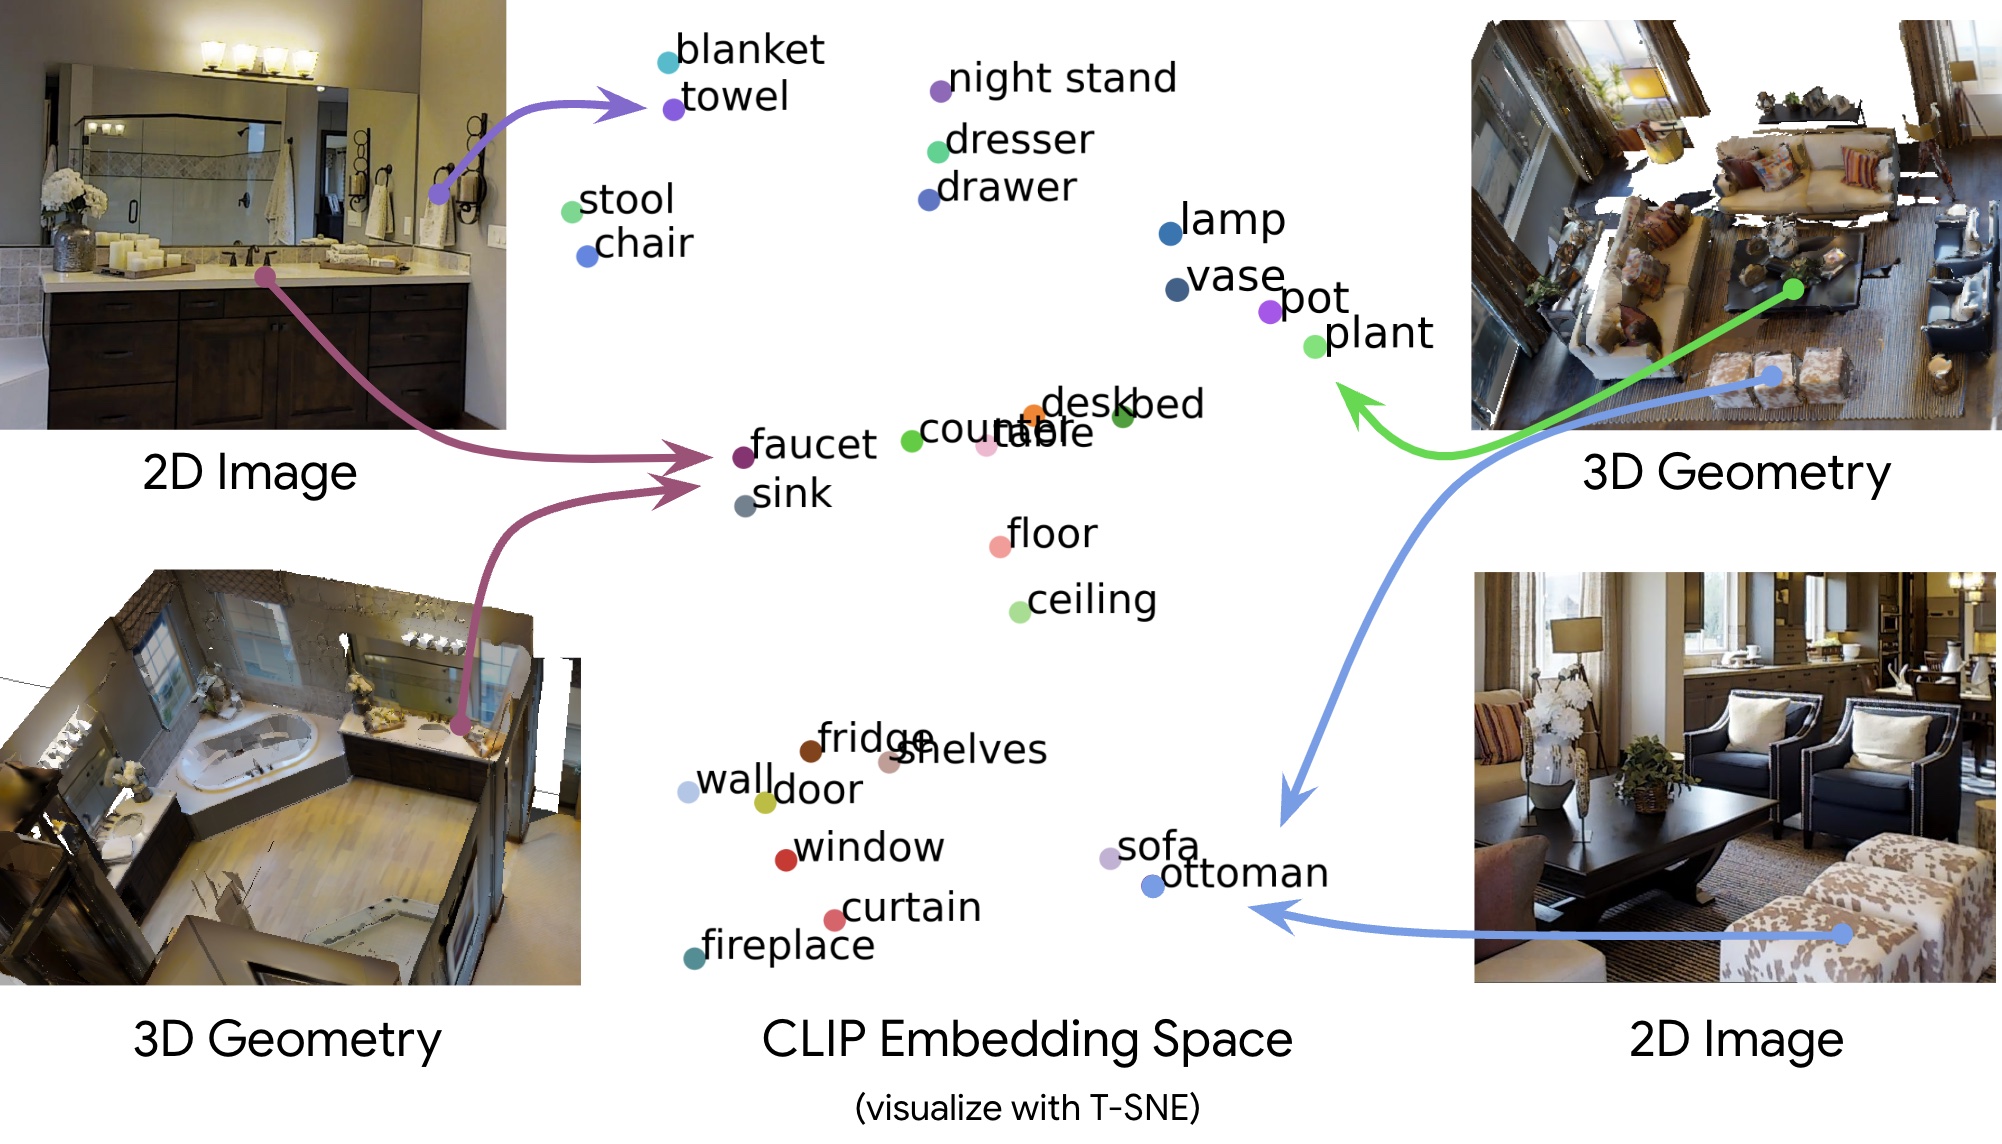 blanket
towel
night stand
dresser
drawer
stool
chair
lamp
vase
pot
plant
desk
bed
counter
table
faucet
sink
floor
ceiling
2D Image
3D Geometry
fridge
shelves
wall
door
window
curtain
fireplace
sofa
ottoman
3D Geometry
CLIP Embedding Space
(visualize with T-SNE)
2D Image